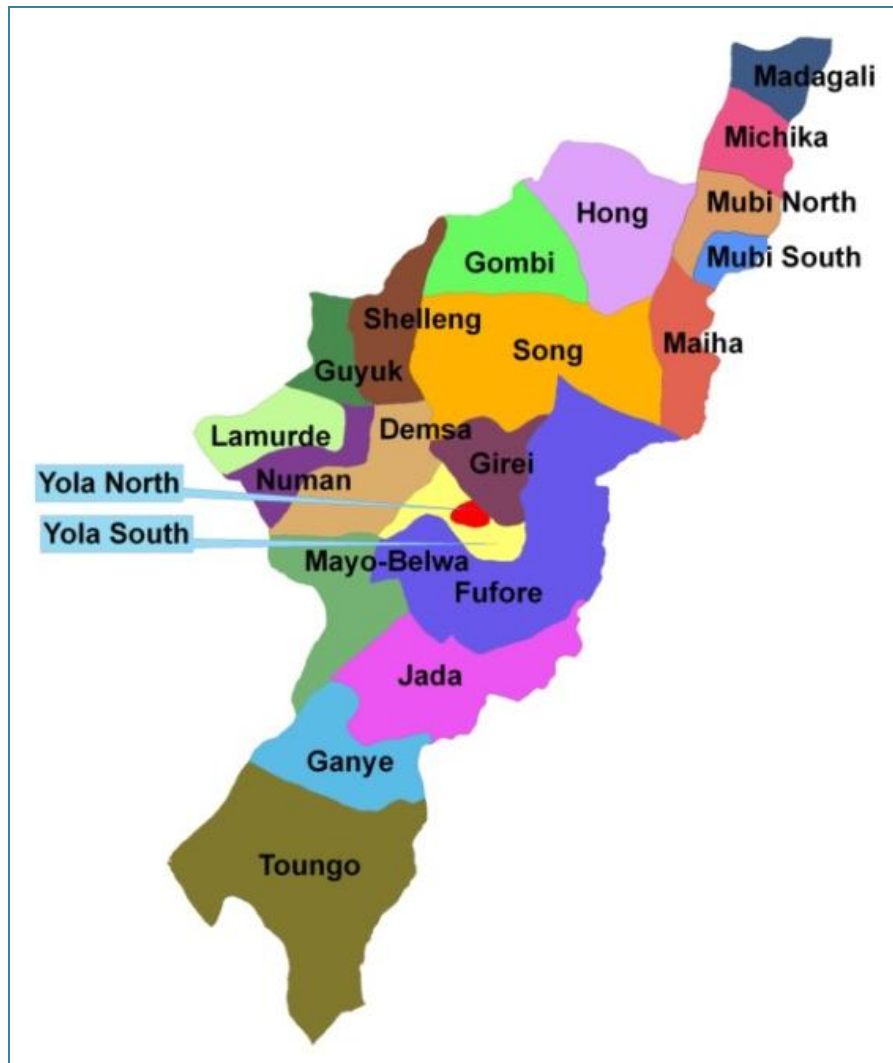 Madagali
Michika
Hong
Mubi North
Mubi South
Gombi
Shelleng
Song
Maiha
Guyuk
Lamurde
Demsa
Girei
Numan
Yola North
Yola South
Mayo-Belwa
Fufore
Jada
Ganye
Toungo